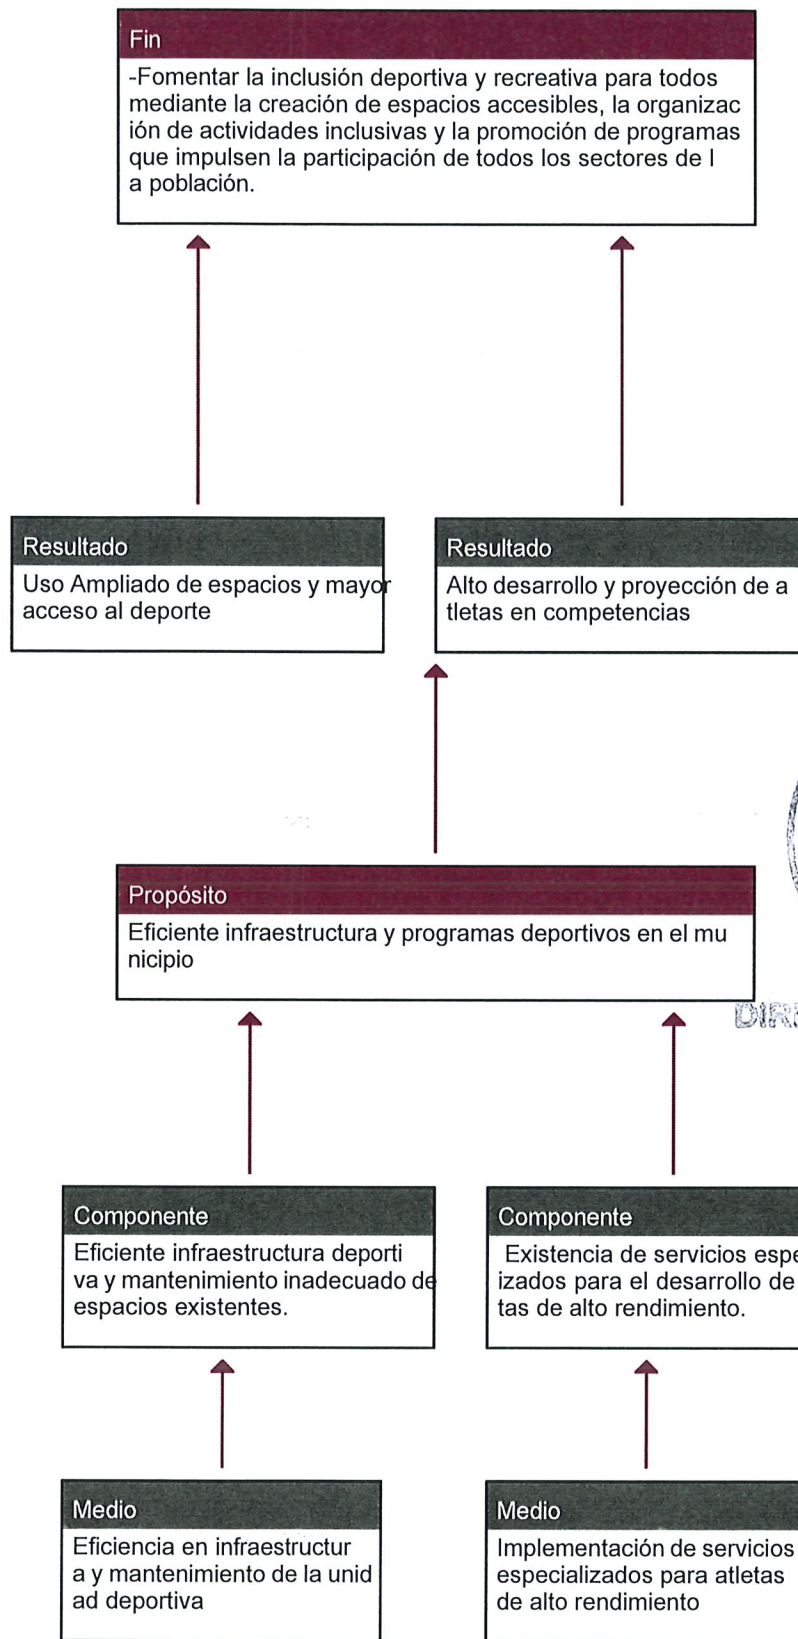 Fin
-Fomentar la inclusión deportiva y recreativa para todos
mediante la creación de espacios accesibles, la organizac
ión de actividades inclusivas y la promoción de programas
que impulsen la participación de todos los sectores de l
a población.
Resultado
Uso Ampliado de espacios y mayor
acceso al deporte
Resultado
Alto desarrollo y proyección de a
tletas en competencias
Propósito
Eficiente infraestructura y programas deportivos en el mu
nicipio
Componente
Eficiente infraestructura deporti
va y mantenimiento inadecuado de
espacios existentes.
Componente
Existencia de servicios espe
izados para el desarrollo de
tas de alto rendimiento.
Medio
Eficiencia en infraestructur
a y mantenimiento de la unid
ad deportiva
Medio
Implementación de servicios
especializados para atletas
de alto rendimiento